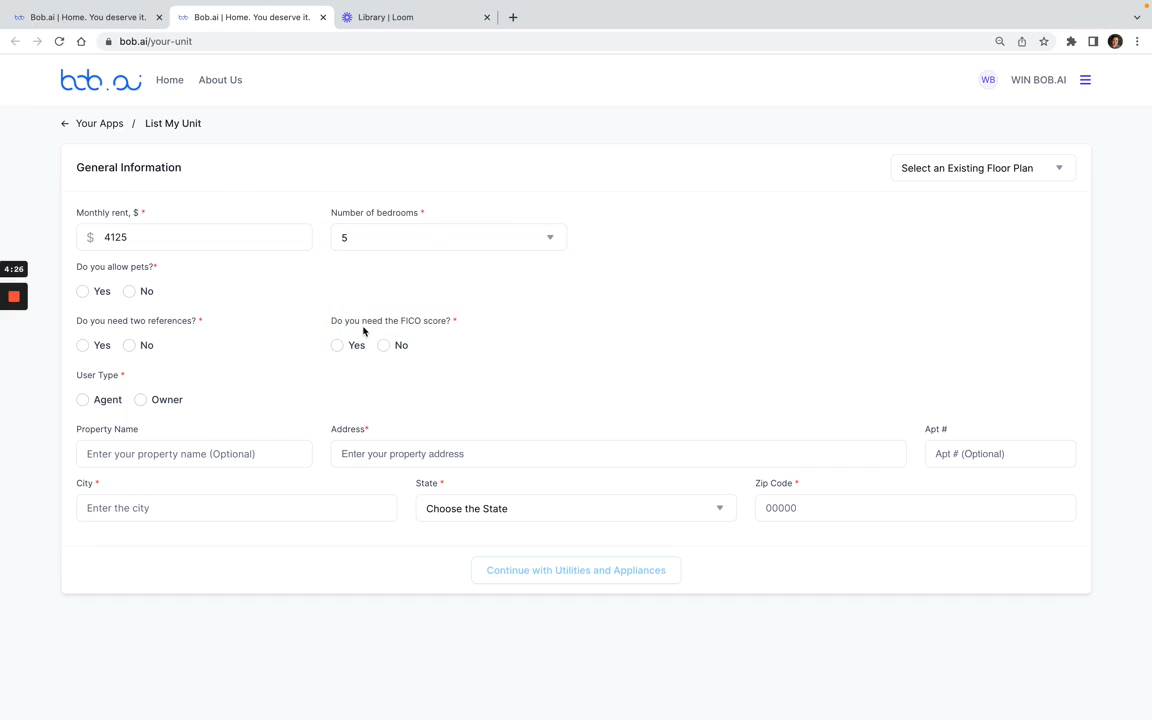 Bob.ai | Home. You deserve it.
Bob.ai | Home. You deserve it.
Library | Loom
bob.ai/your-unit
bob.ai
Home
About Us
WB
WIN BOB.AI
Your Apps / List My Unit
General Information
Select an Existing Floor Plan
Monthly rent, $ *
Number of bedrooms *
$ 4125
5
4:26
Do you allow pets?*
Yes
No
Do you need two references? *
Do you need the FICO score? *
Yes
No
Yes
No
User Type *
Agent
Owner
Property Name
Address*
Apt #
Enter your property name (Optional)
Enter your property address
Apt # (Optional)
City *
State *
Zip Code *
Enter the city
Choose the State
00000
Continue with Utilities and Appliances